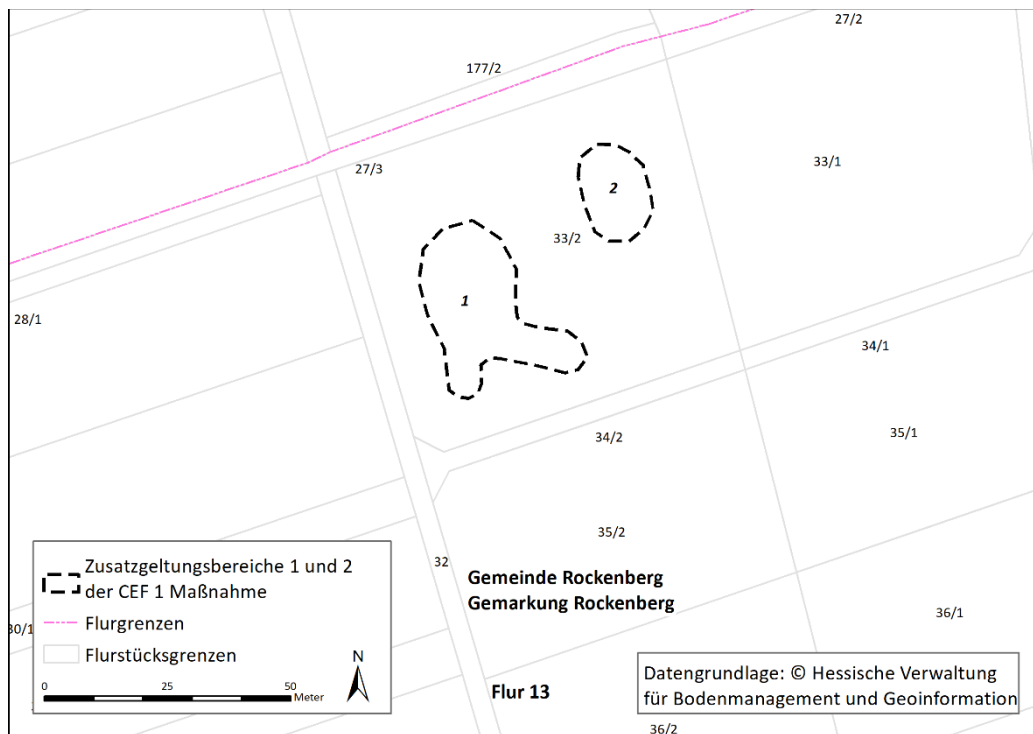 27/2
177/2
33/1
27/3
2
33/2
1
28/1
34/1
35/1
34/2
35/2
32
Gemeinde Rockenberg
Gemarkung Rockenberg
36/1
Zusatzgeltungsbereiche 1 und 2
der CEF 1 Maßnahme
30/1
Flurgrenzen
Flurstücksgrenzen
N
0 25 50
Meter
Flur 13
Datengrundlage: © Hessische Verwaltung
für Bodenmanagement und Geoinformation
36/2